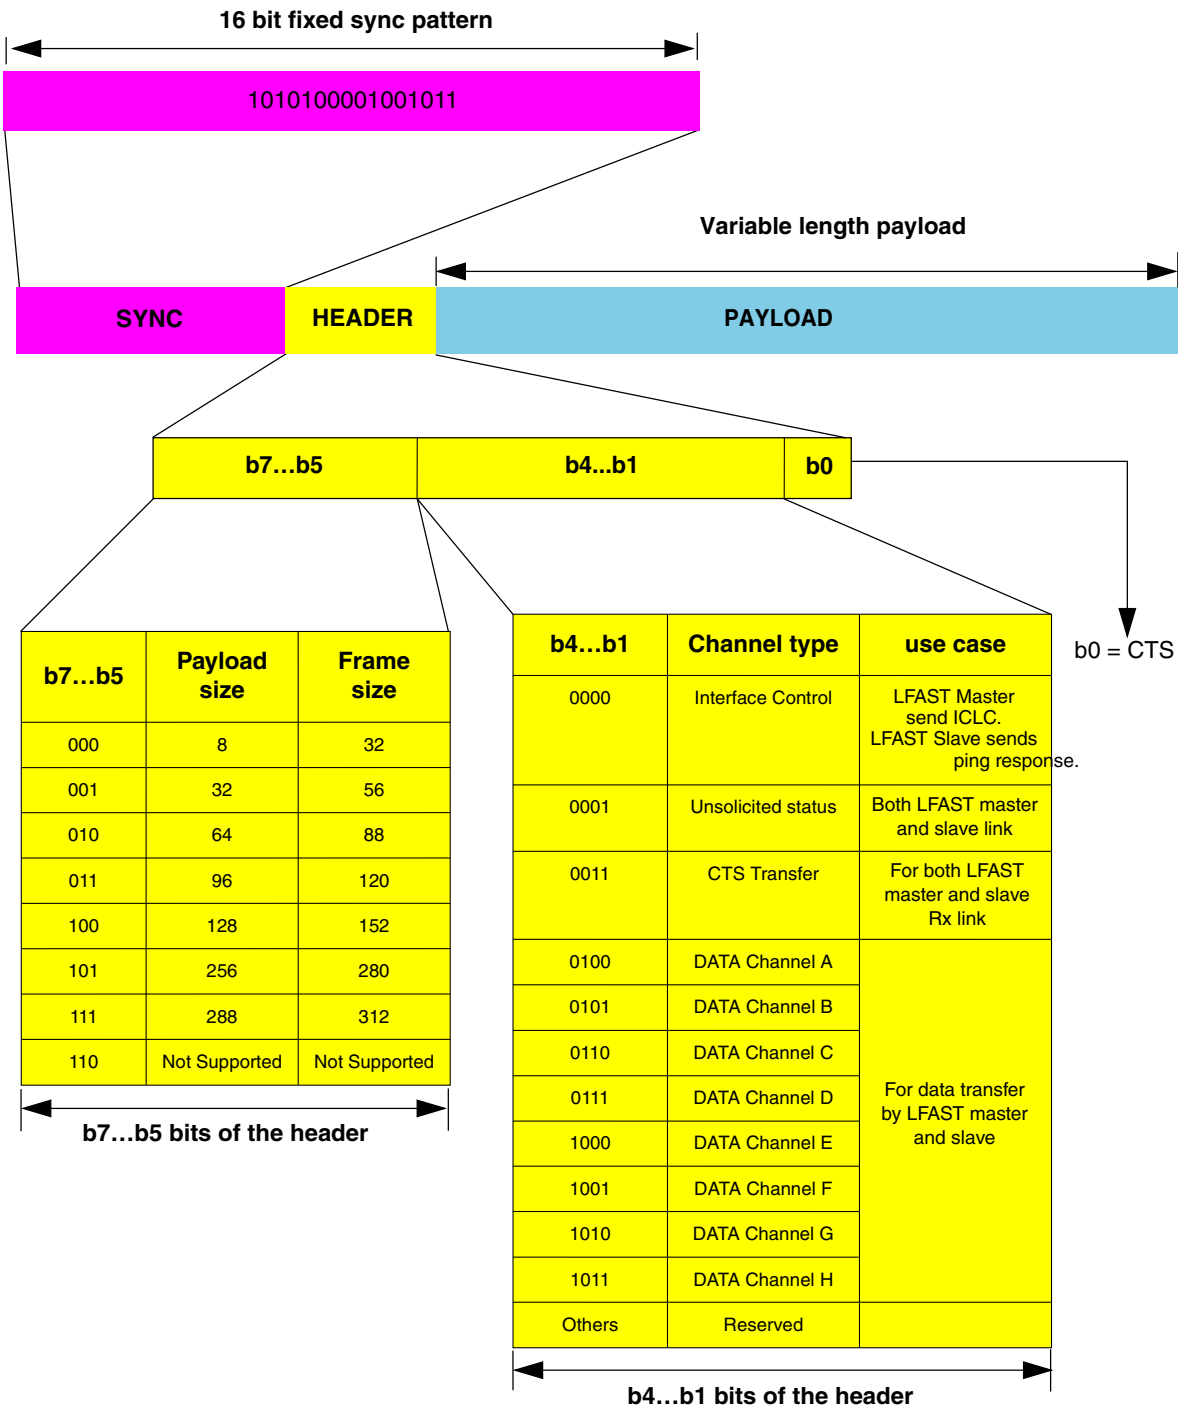 16 bit fixed sync pattern
1010100001001011
Variable length payload
SYNC HEADER PAYLOAD
b7...b5 b4...b1 b0
b0 = CTS
b7...b5 Payload size Frame size
000 8 32
001 32 56
010 64 88
011 96 120
100 128 152
101 256 280
111 288 312
110 Not Supported Not Supported
b7...b5 bits of the header
b4...b1 Channel type use case
0000 Interface Control LFAST Master
send ICLC.
LFAST Slave sends
ping response.
0001 Unsolicited status Both LFAST master
and slave link
0011 CTS Transfer For both LFAST
master and slave
Rx link
0100 DATA Channel A
0101 DATA Channel B
0110 DATA Channel C
0111 DATA Channel D
1000 DATA Channel E
1001 DATA Channel F
1010 DATA Channel G
1011 DATA Channel H
For data transfer
by LFAST master
and slave
Others Reserved
b4...b1 bits of the header